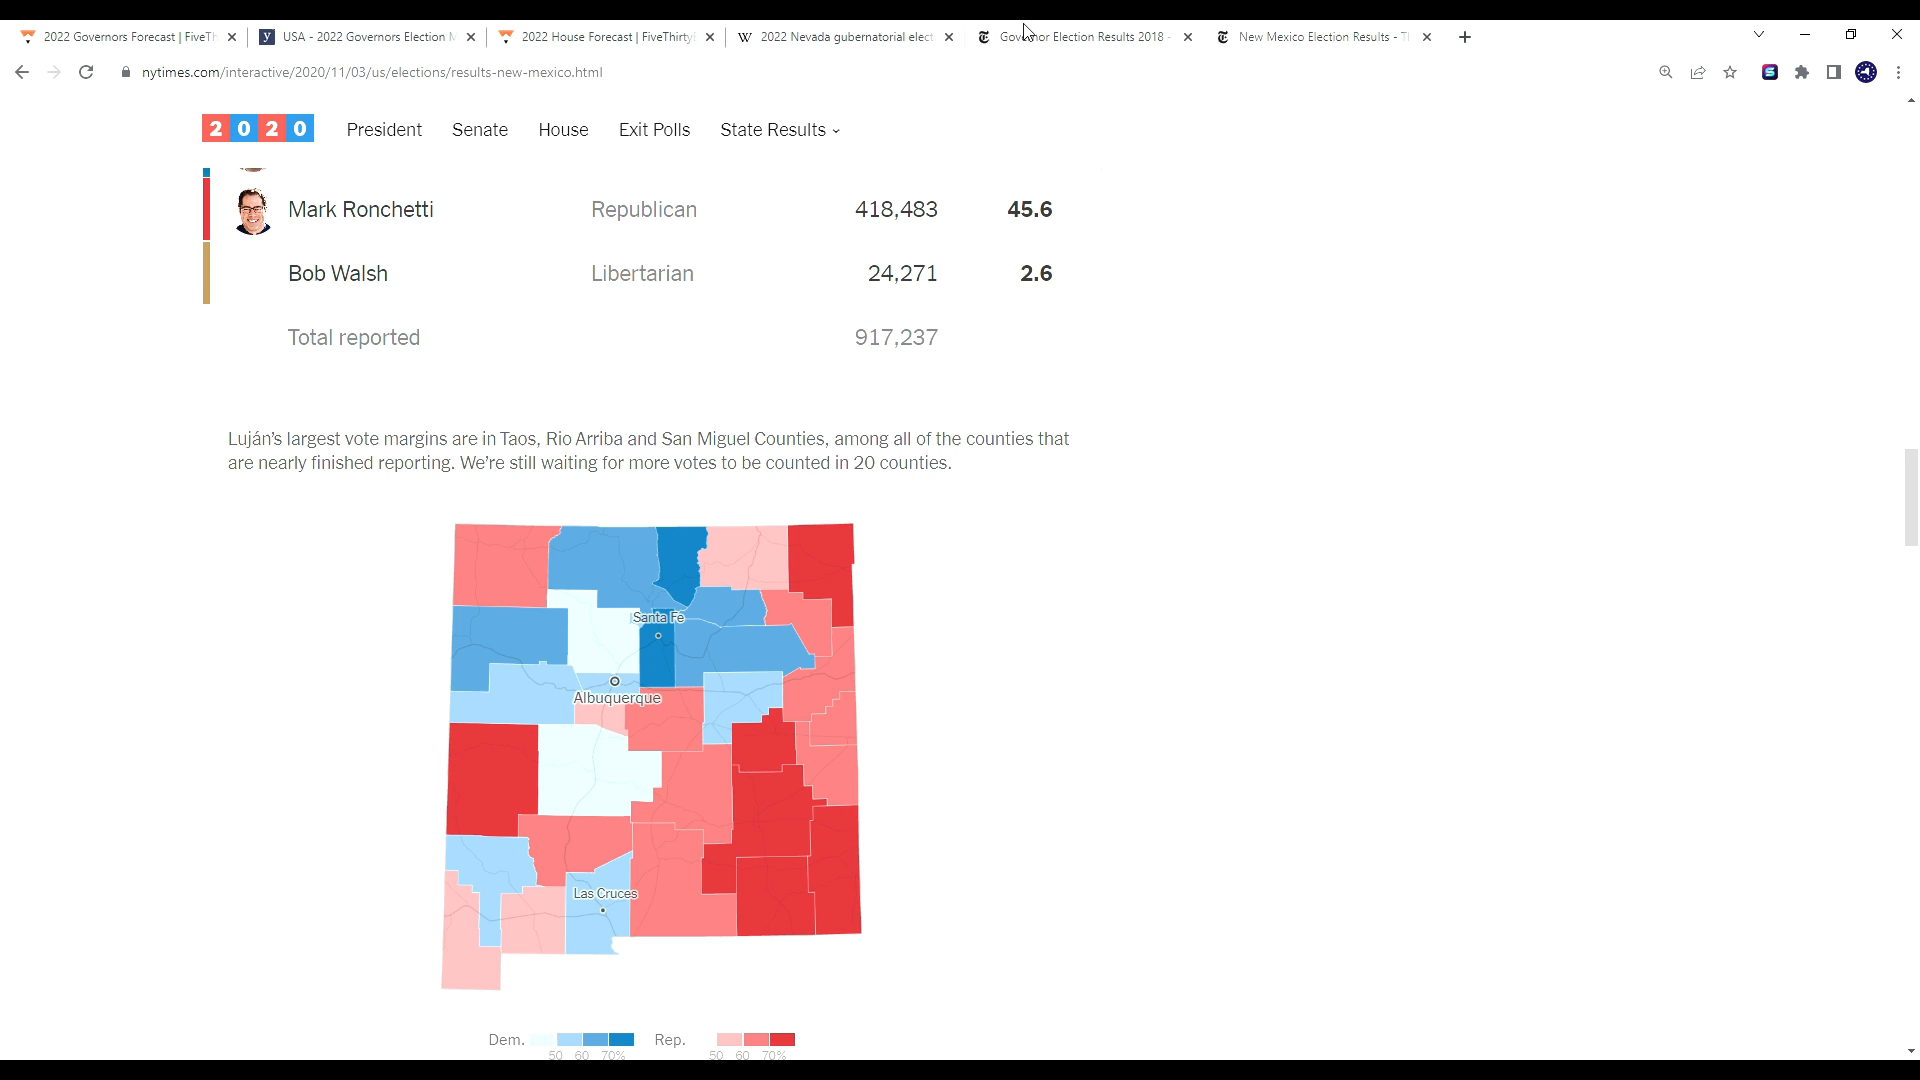 2022 Governors Forecast | FiveTh
USA - 2022 Governors Election M
2022 House Forecast | FiveThirty
2022 Nevada gubernatorial elect
Governor Election Results 2018 -
New Mexico Election Results - T
nytimes.com/interactive/2020/11/03/us/elections/results-new-mexico.html
2020 President Senate House Exit Polls State Results
Mark Ronchetti Republican 418,483 45.6
Bob Walsh Libertarian 24,271 2.6
Total reported 917,237
Luján's largest vote margins are in Taos, Rio Arriba and San Miguel Counties, among all of the counties that
are nearly finished reporting. We're still waiting for more votes to be counted in 20 counties.
Santa Fe
Albuquerque
Las Cruces
Dem. Rep.
50 60 70% 50 60 70%